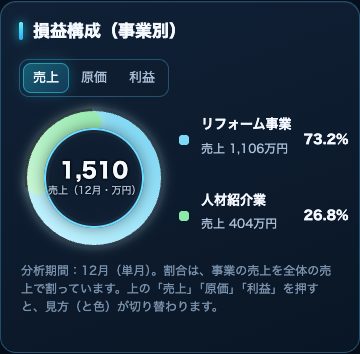 損益構成（事業別）
売上 原価 利益
1,510
売上（12月・万円）
リフォーム事業
売上 1,106万円
73.2%
人材紹介業
売上 404万円
26.8%
分析期間：12月（単月）。割合は、事業の売上を全体の売
上で割っています。上の「売上」「原価」「利益」を押す
と、見方（と色）が切り替わります。